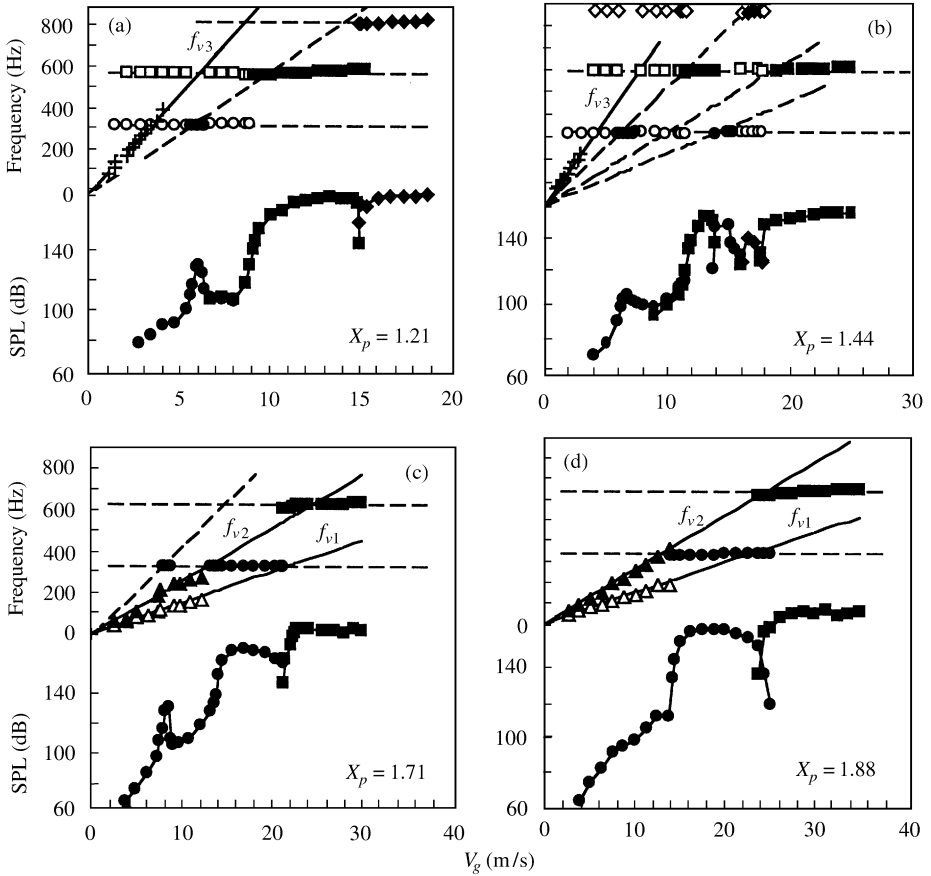 (a)
(b)
Frequency (Hz)
800
600
400
200
0
f_v3
f_v3
SPL (dB)
140
100
60
140
100
60
X_p = 1.21
X_p = 1.44
0 5 10 15 20
0 10 20 30
(c)
(d)
Frequency (Hz)
800
600
400
200
0
0
f_v2
f_v1
f_v2
f_v1
SPL (dB)
140
100
60
140
100
60
X_p = 1.71
X_p = 1.88
0 10 20 30 40
0 10 20 30 40
V_g (m/s)